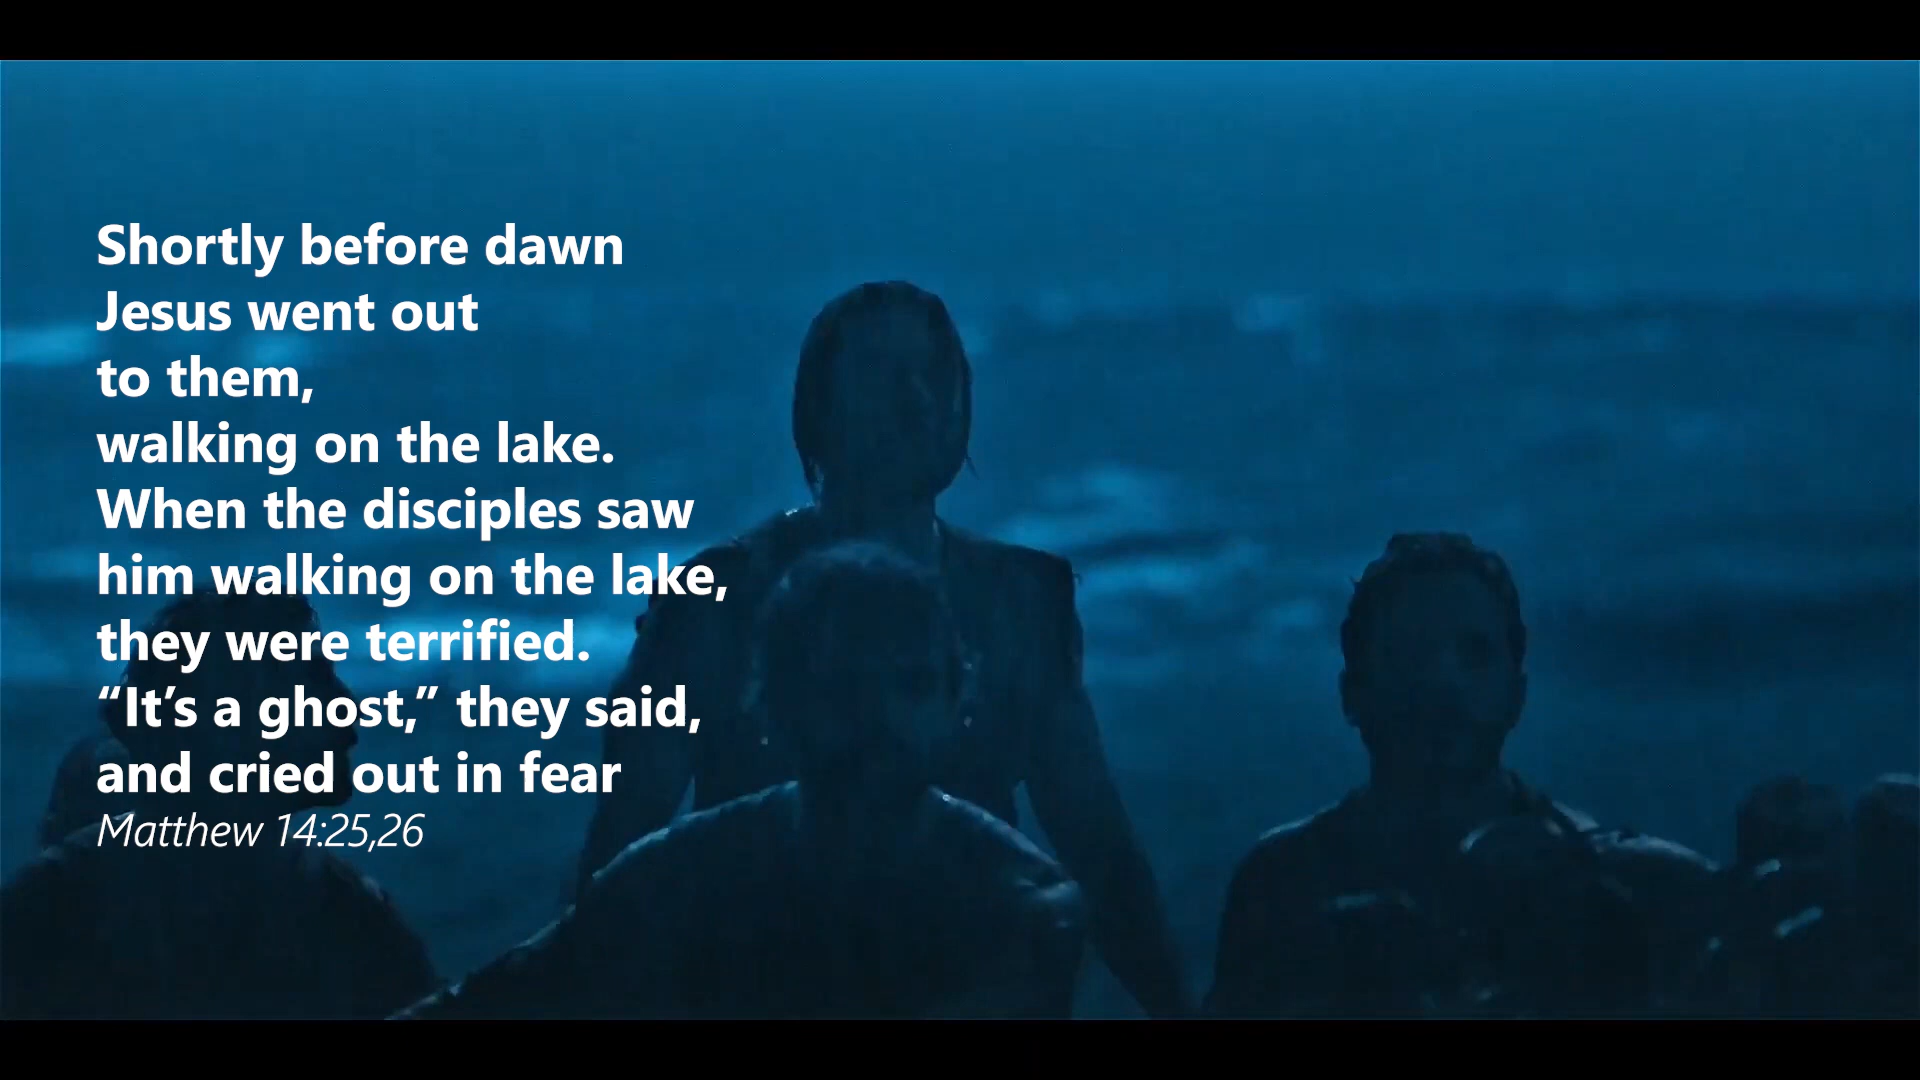 Shortly before dawn
Jesus went out
to them,
walking on the lake.
When the disciples saw
him walking on the lake,
they were terrified.
“It’s a ghost,” they said,
and cried out in fear
Matthew 14:25,26